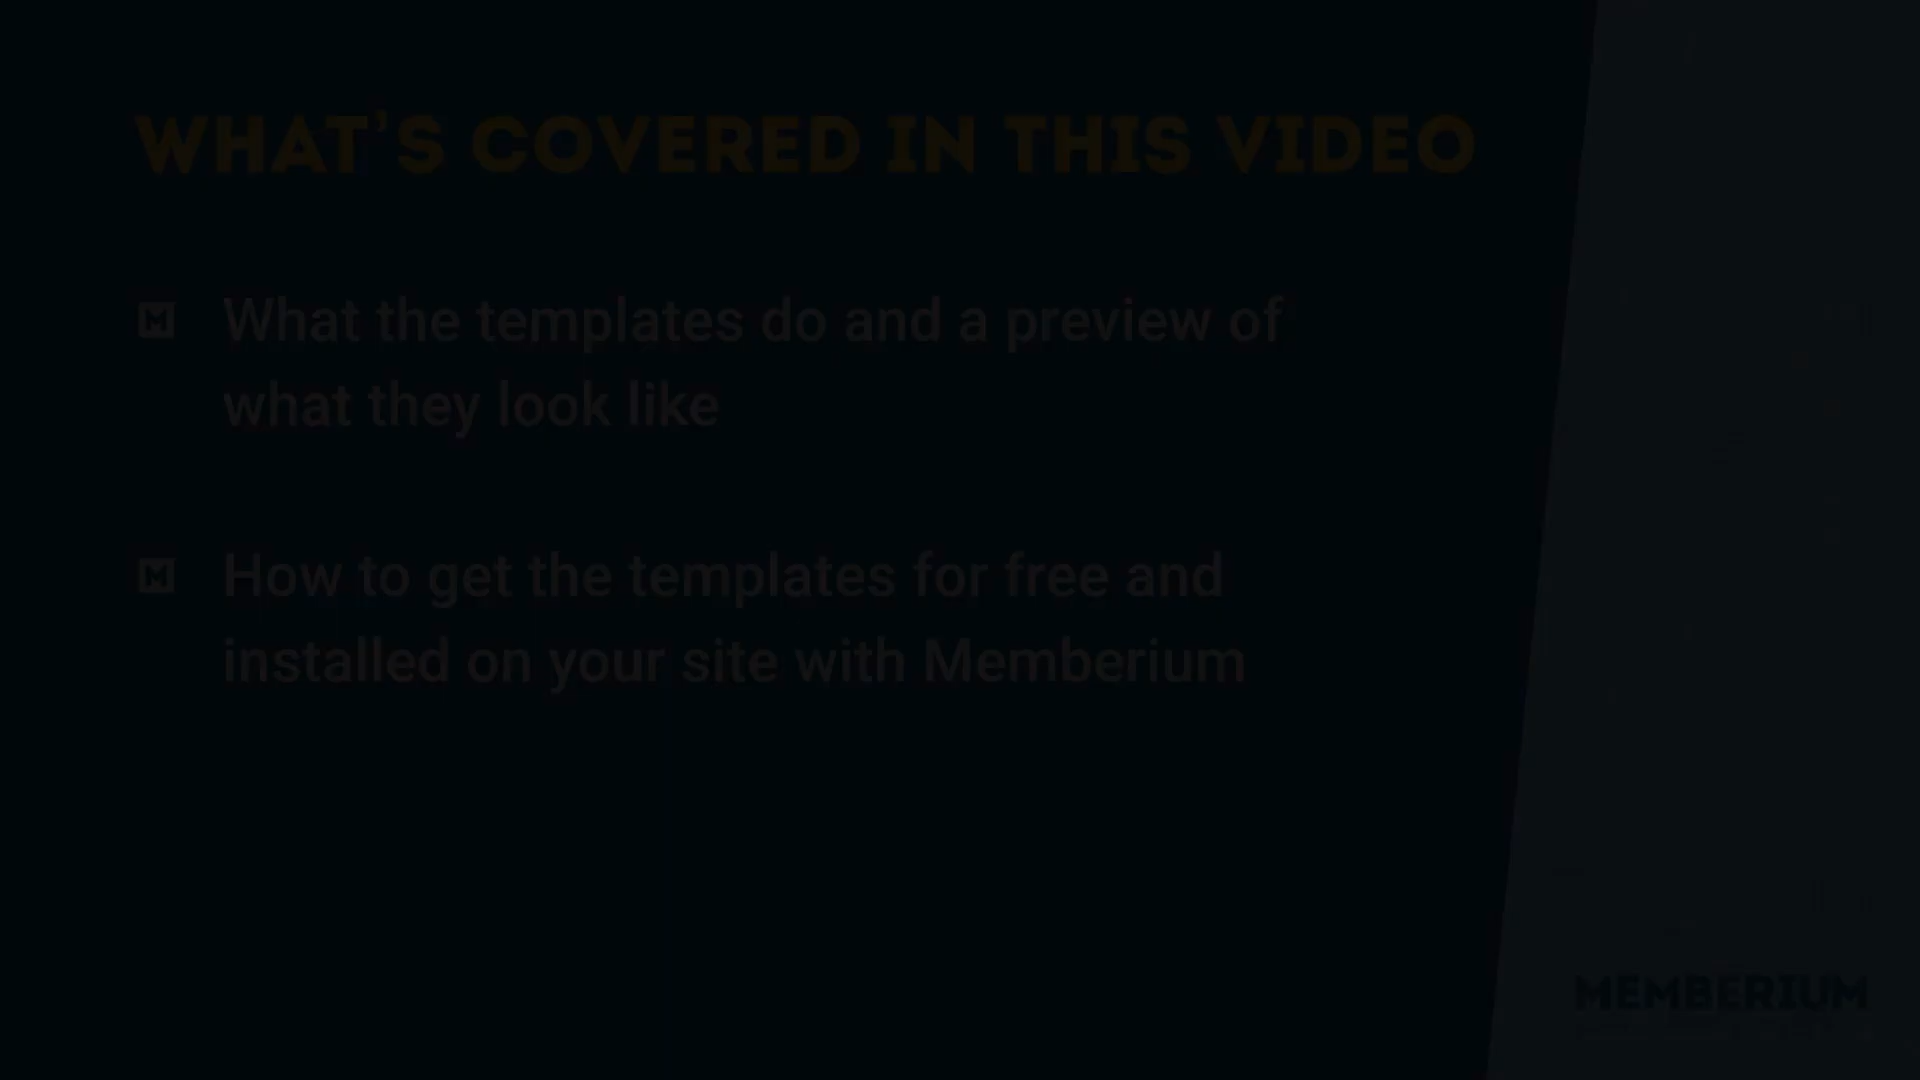 WHAT'S COVERED IN THIS VIDEO
What the templates do and a preview of
what they look like
How to get the templates for free and
installed on your site with Memberium
MEMBERIUM